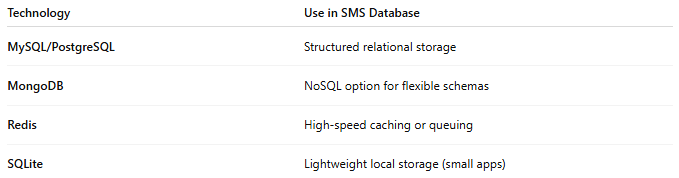 Technology Use in SMS Database
MySQL/PostgreSQL Structured relational storage
MongoDB NoSQL option for flexible schemas
Redis High-speed caching or queuing
SQLite Lightweight local storage (small apps)